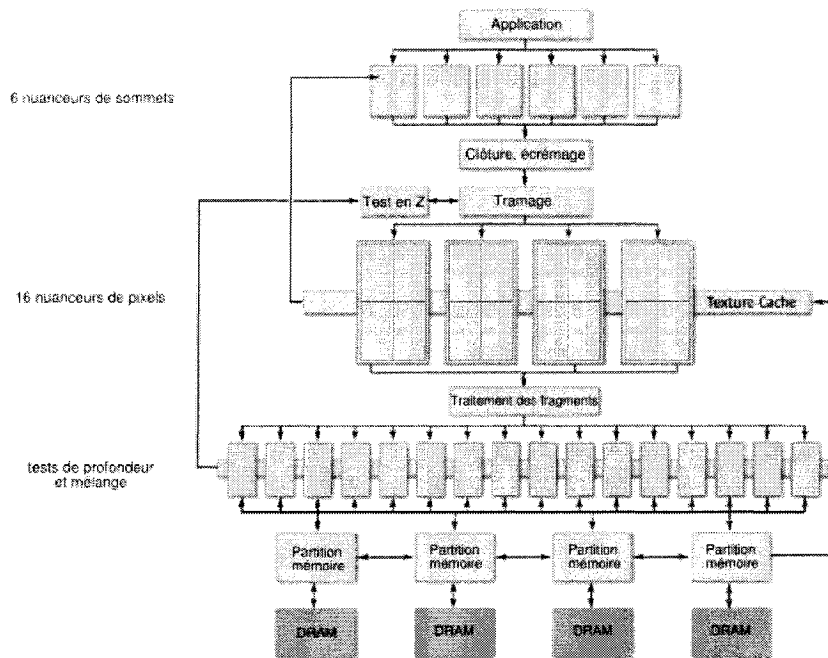 Application
6 nuanceurs de sommets
Clôture, écrémage
Test en Z
Tramage
16 nuanceurs de pixels
Texture Cache
Traitement des fragments
tests de profondeur
et mélange
Partition
mémoire
Partition
mémoire
Partition
mémoire
Partition
mémoire
DRAM
DRAM
DRAM
DRAM